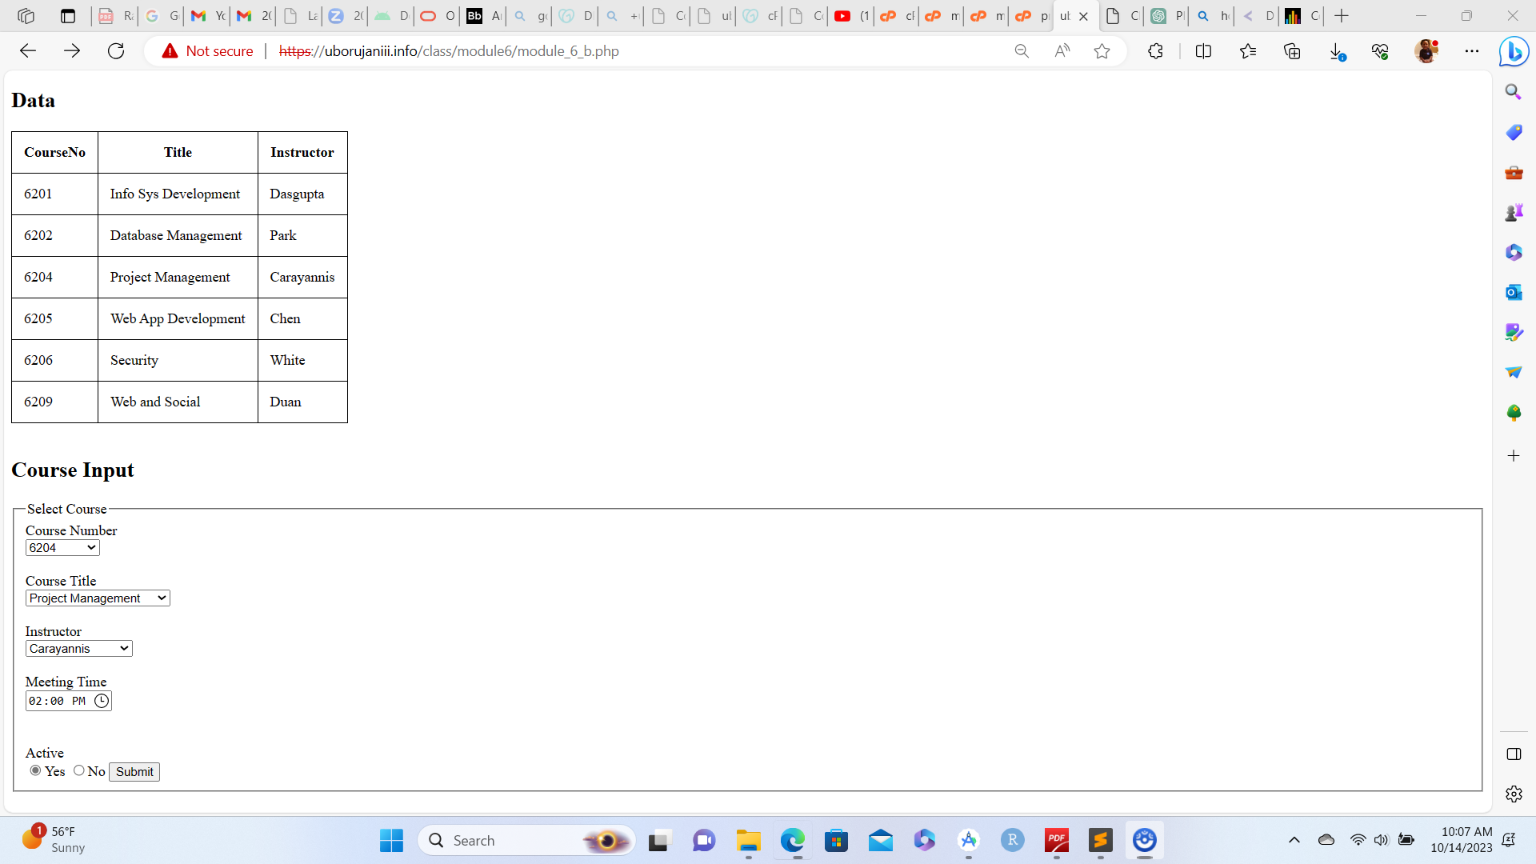 Not secure | https://uborujaniii.info/class/module6/module_6_b.php
Data
CourseNo Title Instructor
6201 Info Sys Development Dasgupta
6202 Database Management Park
6204 Project Management Carayannis
6205 Web App Development Chen
6206 Security White
6209 Web and Social Duan
Course Input
Select Course
Course Number
6204
Course Title
Project Management
Instructor
Carayannis
Meeting Time
02:00 PM
Active
Yes No Submit
1 56°F
Sunny
Search
PDF
R
10:07 AM
10/14/2023